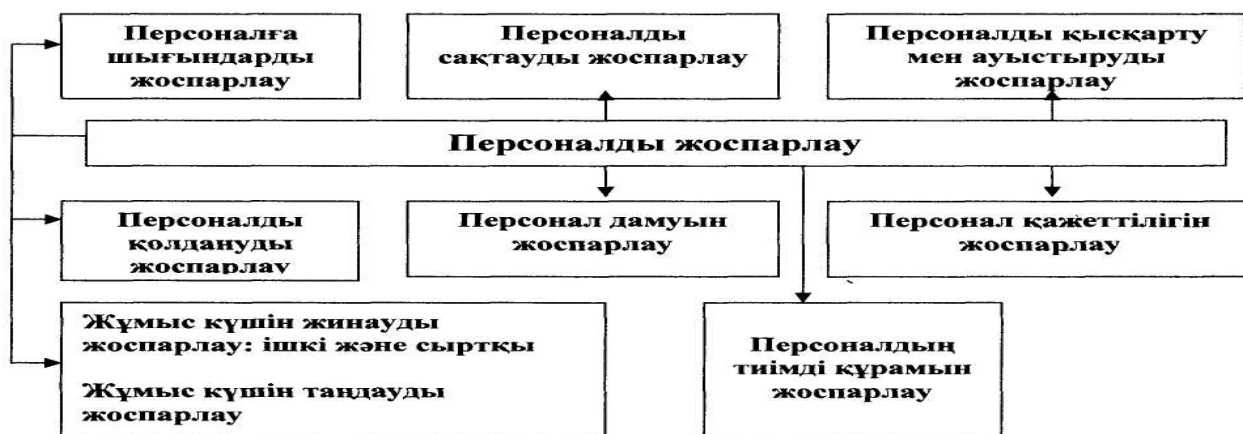 Персоналға
шығындарды
жоспарлау
Персоналды
сақтауды жоспарлау
Персоналды қысқарту
мен ауыстыруды
жоспарлау
Персоналды жоспарлау
Персоналды
қолдануды
жоспарлау
Персонал дамуын
жоспарлау
Персонал қажеттілігін
жоспарлау
Жұмыс күшін жинауды
жоспарлау: ішкі және сыртқы
Жұмыс күшін таңдауды
жоспарлау
Персоналдың
тиімді құрамын
жоспарлау